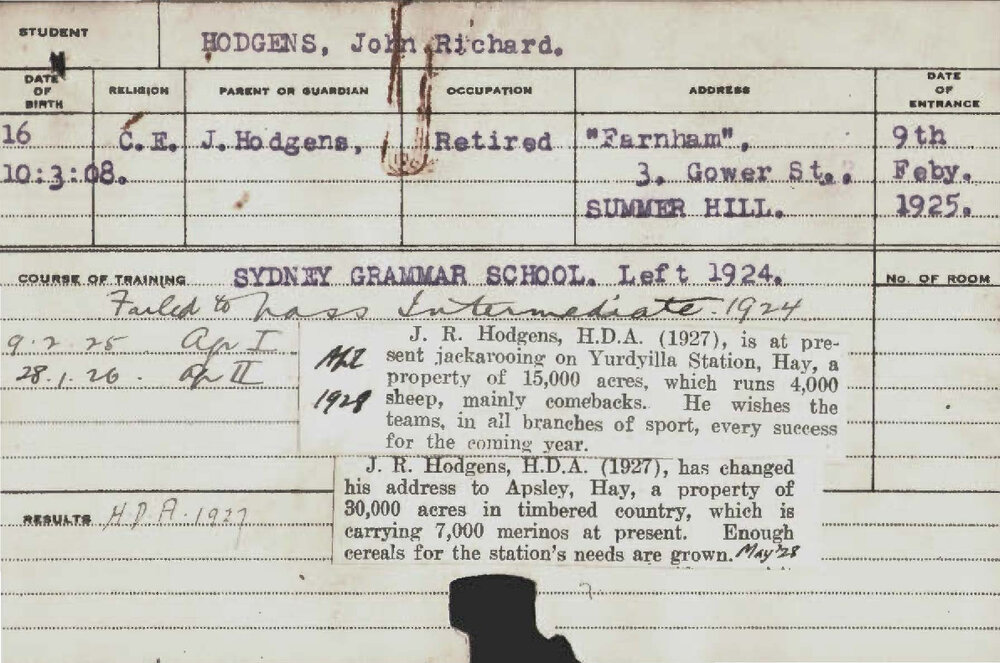 STUDENT
HODGENS, John Richard.
DATE OF BIRTH
RELIGION
PARENT OR GUARDIAN
OCCUPATION
ADDRESS
DATE OF ENTRANCE
16
10:3:08.
C.E.
J. Hodgens,
Retired
"Farnham",
3. Gower St.,
SUMMER HILL.
9th
Feby.
1925.
COURSE OF TRAINING
SYDNEY GRAMMAR SCHOOL. Left 1924.
No. OF ROOM
Failed to pass Intermediate. 1924
9.2.25 Ag I
28.1.26. Ag II
Apl
1928
J. R. Hodgens, H.D.A. (1927), is at pre-
sent jackarooing on Yurdyilla Station, Hay, a
property of 15,000 acres, which runs 4,000
sheep, mainly comebacks. He wishes the
teams, in all branches of sport, every success
for the coming year.
J. R. Hodgens, H.D.A. (1927), has changed
his address to Apsley, Hay, a property of
30,000 acres in timbered country, which is
carrying 7,000 merinos at present. Enough
cereals for the station's needs are grown. May '28
RESULTS H.D.A. 1927